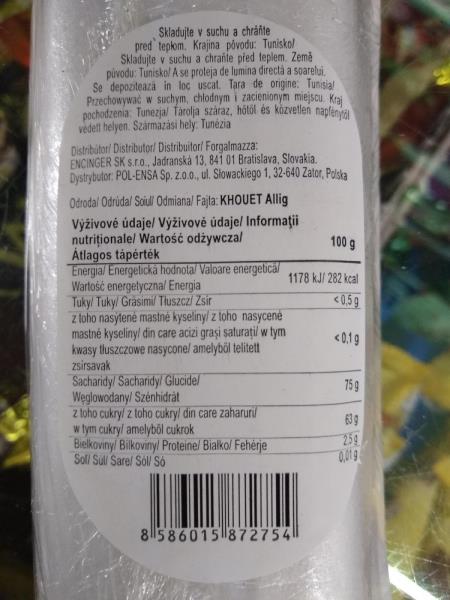 Skladujte v suchu a chráňte
pred teplom. Krajina pôvodu: Tunisko/
Skladujte v suchu a chraňte před teplem. Země
původu: Tunisko/ A se proteja de lumina directă a soarelui.
Se depozitează in loc uscat. Țara de origine: Tunisia/
Przechowywać w suchym, chłodnym i zacienionym miejscu. Kraj
pochodzenia: Tunezja/ Tárolja száraz, hőtől és közvetlen napfénytől
védett helyen. Származási hely: Tunézia
Distribútor/ Distributor/ Distribuitor/ Forgalmazza:
ENCINGER SK s.r.o., Jadranská 13, 841 01 Bratislava, Slovakia.
Dystrybutor: POL-ENSA Sp. z.o.o., ul. Słowackiego 1, 32-640 Zator, Polska
Odroda/ Odrůda/ Soiul/ Odmiana/ Fajta: KHOUET Allig
Výživové údaje/ Výživové údaje/ Informaţii
nutriţionale/ Wartość odżywcza/
Átlagos tápérték 100 g
Energia/ Energetická hodnota/ Valoare energetică/
Wartość energetyczna/ Energia 1178 kJ/ 282 kcal
Tuky/ Tuky/ Grăsimi/ Tłuszcz/ Zsír <0,5 g
z toho nasýtené mastné kyseliny/ z toho nasycené
mastné kyseliny/ din care acizi grași saturaţi/ w tym
kwasy tłuszczowe nasycone/ amelyből telített
zsírsavak <0,1 g
Sacharidy/ Sacharidy/ Glucide/
Węglowodany/ Szénhidrát 75 g
z toho cukry/ z toho cukry/ din care zaharuri/
w tym cukry/ amelyből cukrok 63 g
Bielkoviny/ Bílkoviny/ Proteine/ Białko/ Fehérje 2,5 g
Soľ/ Sůl/ Sare/ Sól/ Só 0,01 g
8 586015 872754